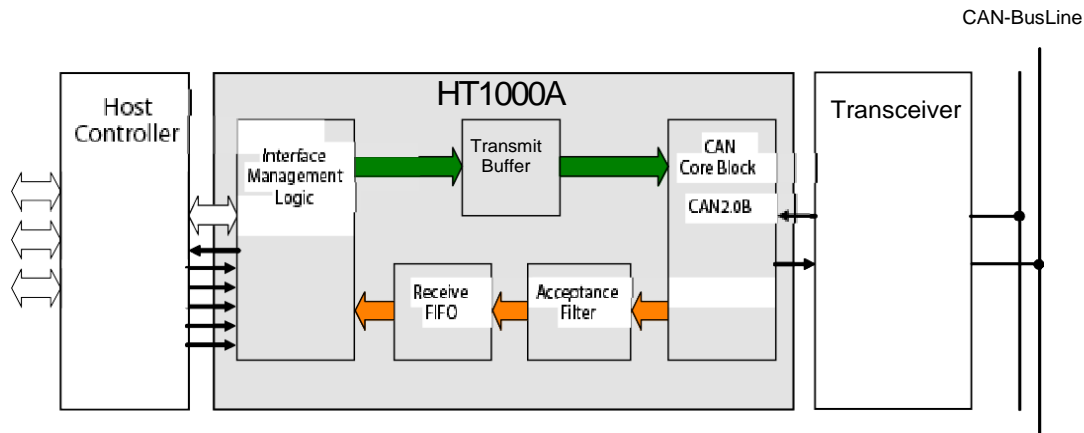 CAN-BusLine
HT1000A
Host
Controller
Interface
Management
Logic
Transmit
Buffer
CAN
Core Block
CAN2.0B
Transceiver
Receive
FIFO
Acceptance
Filter